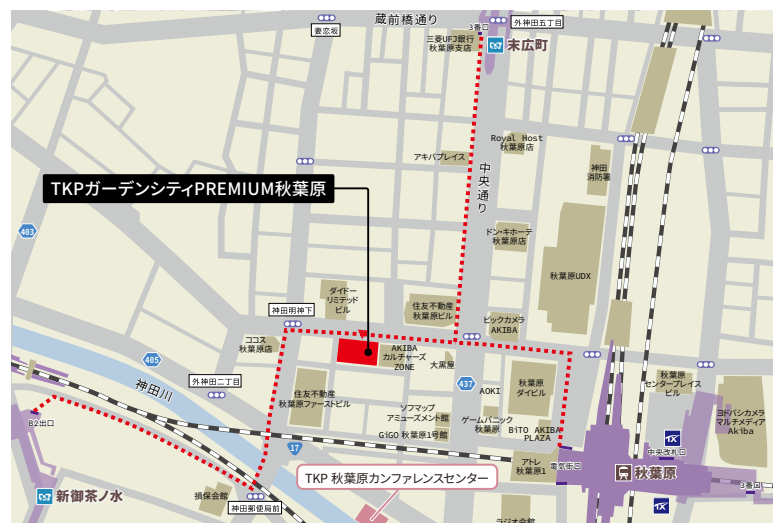 蔵前橋通り
妻恋坂
3番口
外神田五丁目
三菱UFJ銀行
秋葉原支店
末広町
Royal Host
秋葉原店
アキバプレイス
中央通り
神田
消防署
TKPガーデンシティPREMIUM秋葉原
403
ドン・キホーテ
秋葉原店
秋葉原UDX
ダイドー
リミテッド
ビル
住友不動産
秋葉原ビル
神田明神下
ビックカメラ
AKIBA
ココス
秋葉原店
AKIBA
カルチャーズ
ZONE
大黒屋
405
437
外神田二丁目
神田川
AOKI
秋葉原
ダイビル
秋葉原
センタープレイス
ビル
住友不動産
秋葉原ファーストビル
ソフマップ
アミューズメント館
ゲームパニック
秋葉原
GiGO 秋葉原1号館
BiTO AKIBA
PLAZA
ヨドバシカメラ
マルチメディア
Akiba
B2出口
17
TX
中央改札口
アトレ
秋葉原1
電気街口
秋葉原
3番口
TKP 秋葉原カンファレンスセンター
新御茶ノ水
損保会館
神田郵便局前
TX
ラジオ会館